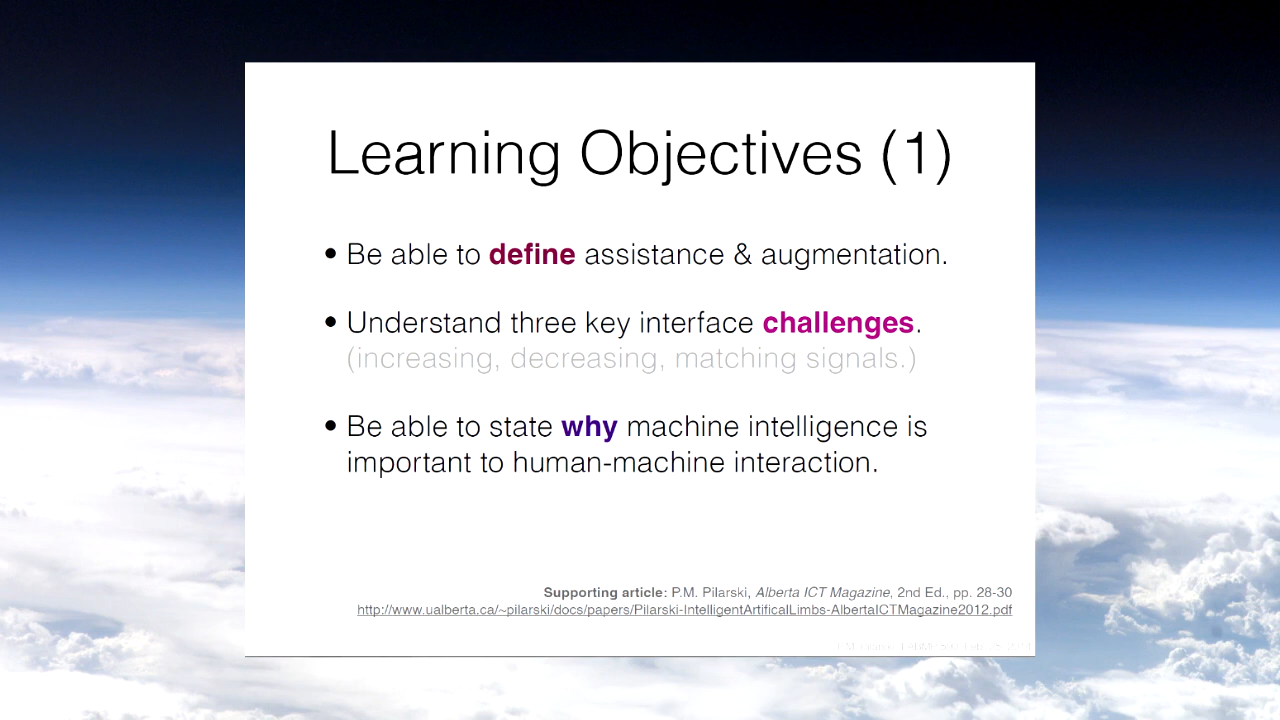 Learning Objectives (1)
• Be able to define assistance & augmentation.
• Understand three key interface challenges.
(increasing, decreasing, matching signals.)
• Be able to state why machine intelligence is
important to human-machine interaction.
Supporting article: P.M. Pilarski, Alberta ICT Magazine, 2nd Ed., pp. 28-30
http://www.ualberta.ca/~pilarski/docs/papers/Pilarski-IntelligentArtificalLimbs-AlbertaICTMagazine2012.pdf